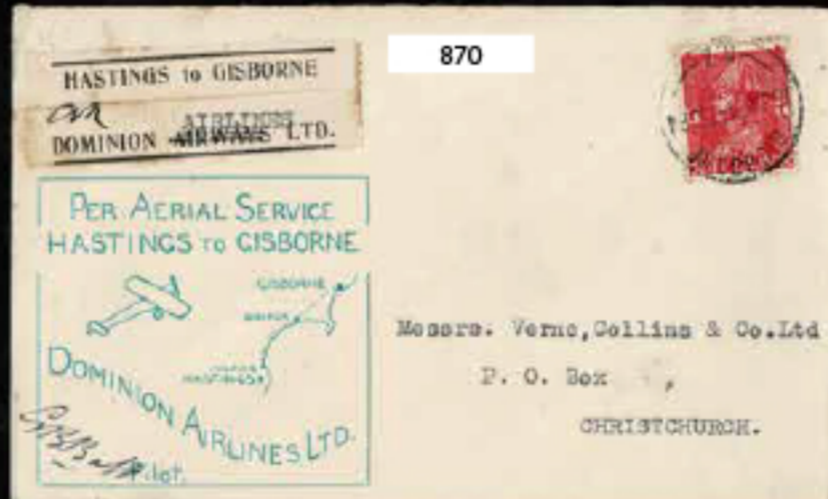 870
HASTINGS to GISBORNE
AIRLINES
DOMINION AIRWAYS LTD.
PER AERIAL SERVICE
HASTINGS TO GISBORNE
GISBORNE
WAIROA
HASTINGS
DOMINION AIRLINES LTD.
Pilot.
Messrs. Verne, Collins & Co.Ltd
P. O. Box ,
CHRISTCHURCH.